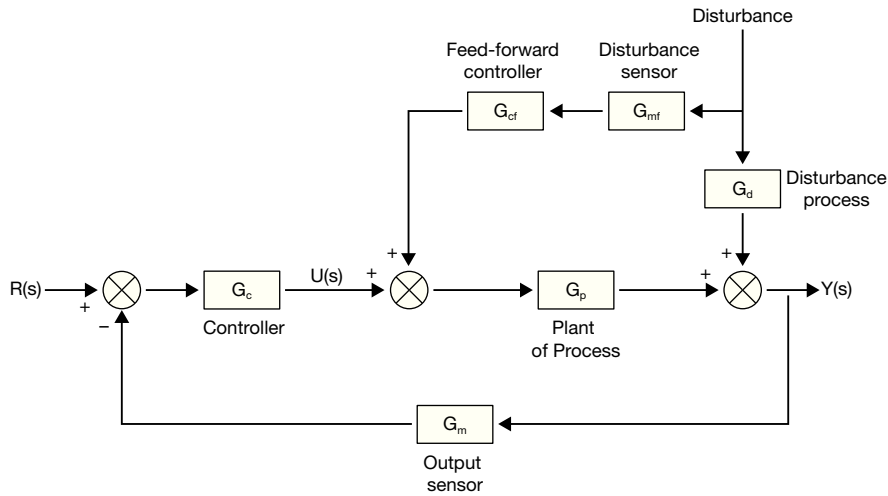 Disturbance
Feed-forward
controller
Disturbance
sensor
Gcf
Gmf
Gd
Disturbance
process
+
+
R(s)
+
−
Gc
Controller
U(s)
+
Gp
Plant
of Process
+
Y(s)
Gm
Output
sensor